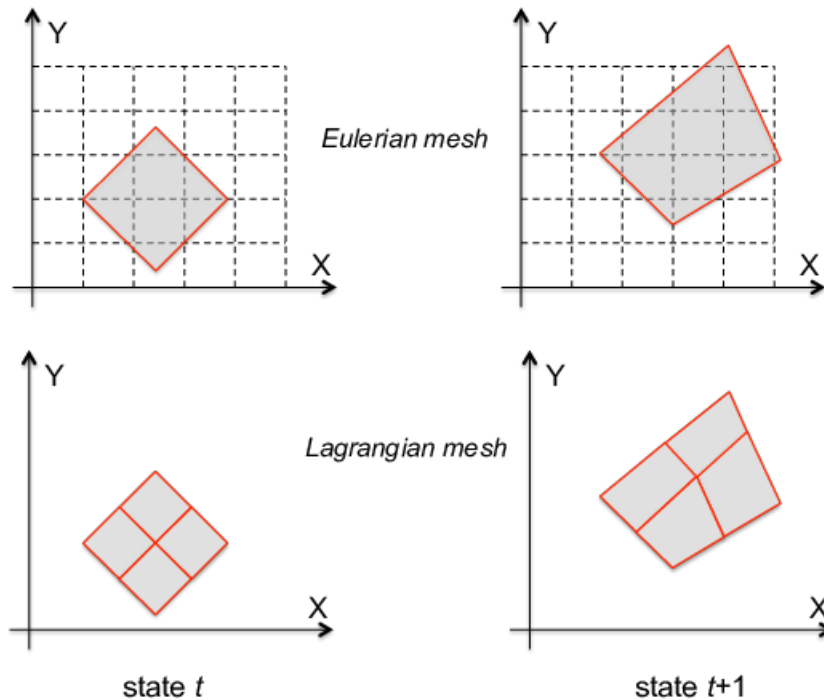 Y
Y
Eulerian mesh
X
X
Y
Y
Lagrangian mesh
X
X
state t
state t+1